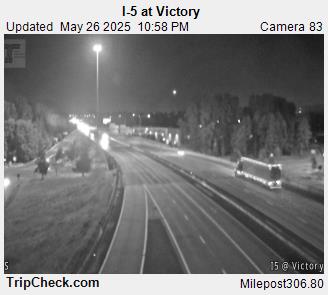 I-5 at Victory
Updated May 26 2025 10:58 PM Camera 83
S I5 @ Victory
TripCheck.com Milepost306.80